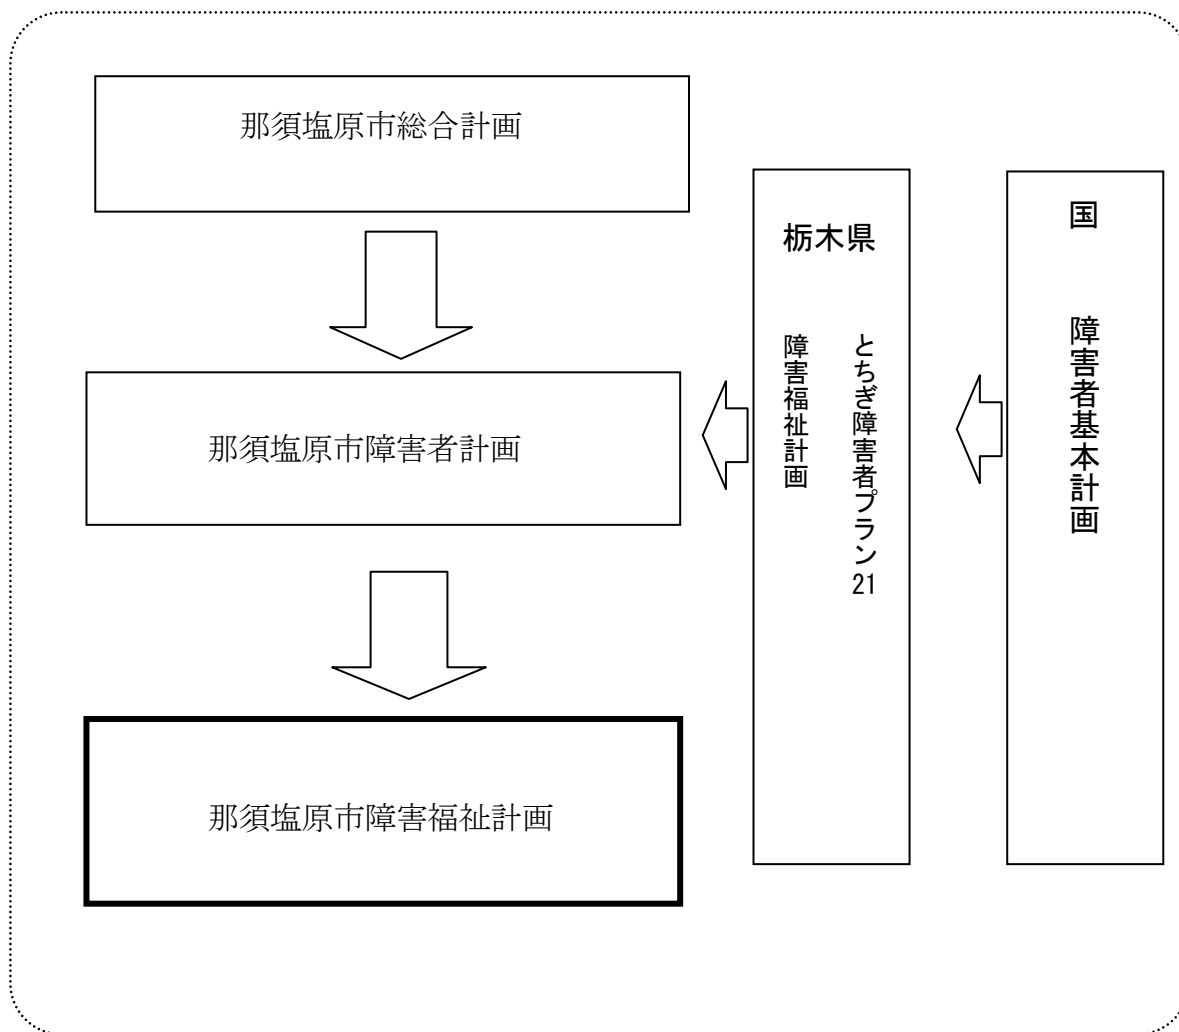 那須塩原市総合計画
那須塩原市障害者計画
那須塩原市障害福祉計画
栃木県
とちぎ障害者プラン21
障害福祉計画
国
障害者基本計画